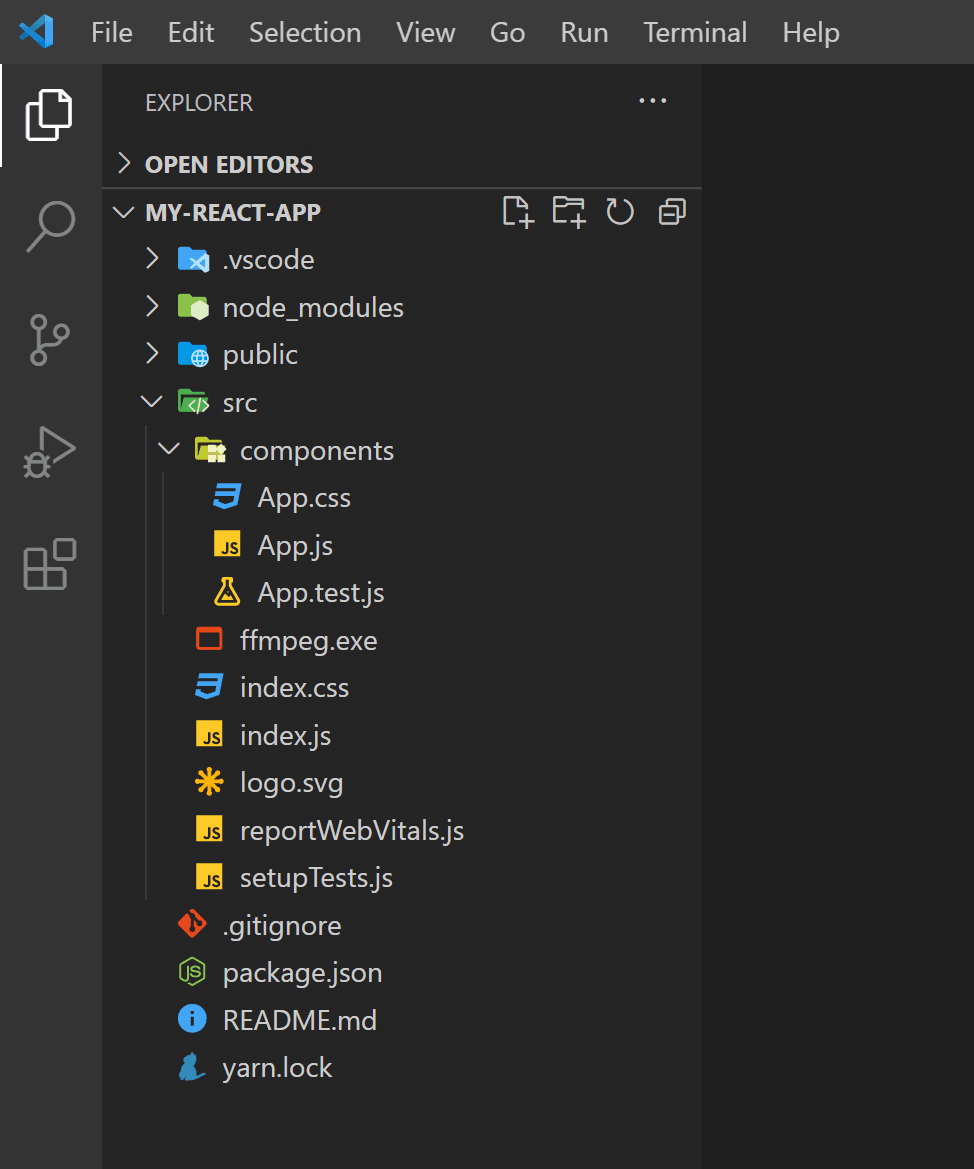 File Edit Selection View Go Run Terminal Help
EXPLORER
OPEN EDITORS
MY-REACT-APP
.vscode
node_modules
public
src
components
App.css
App.js
App.test.js
ffmpeg.exe
index.css
index.js
logo.svg
reportWebVitals.js
setupTests.js
.gitignore
package.json
README.md
yarn.lock